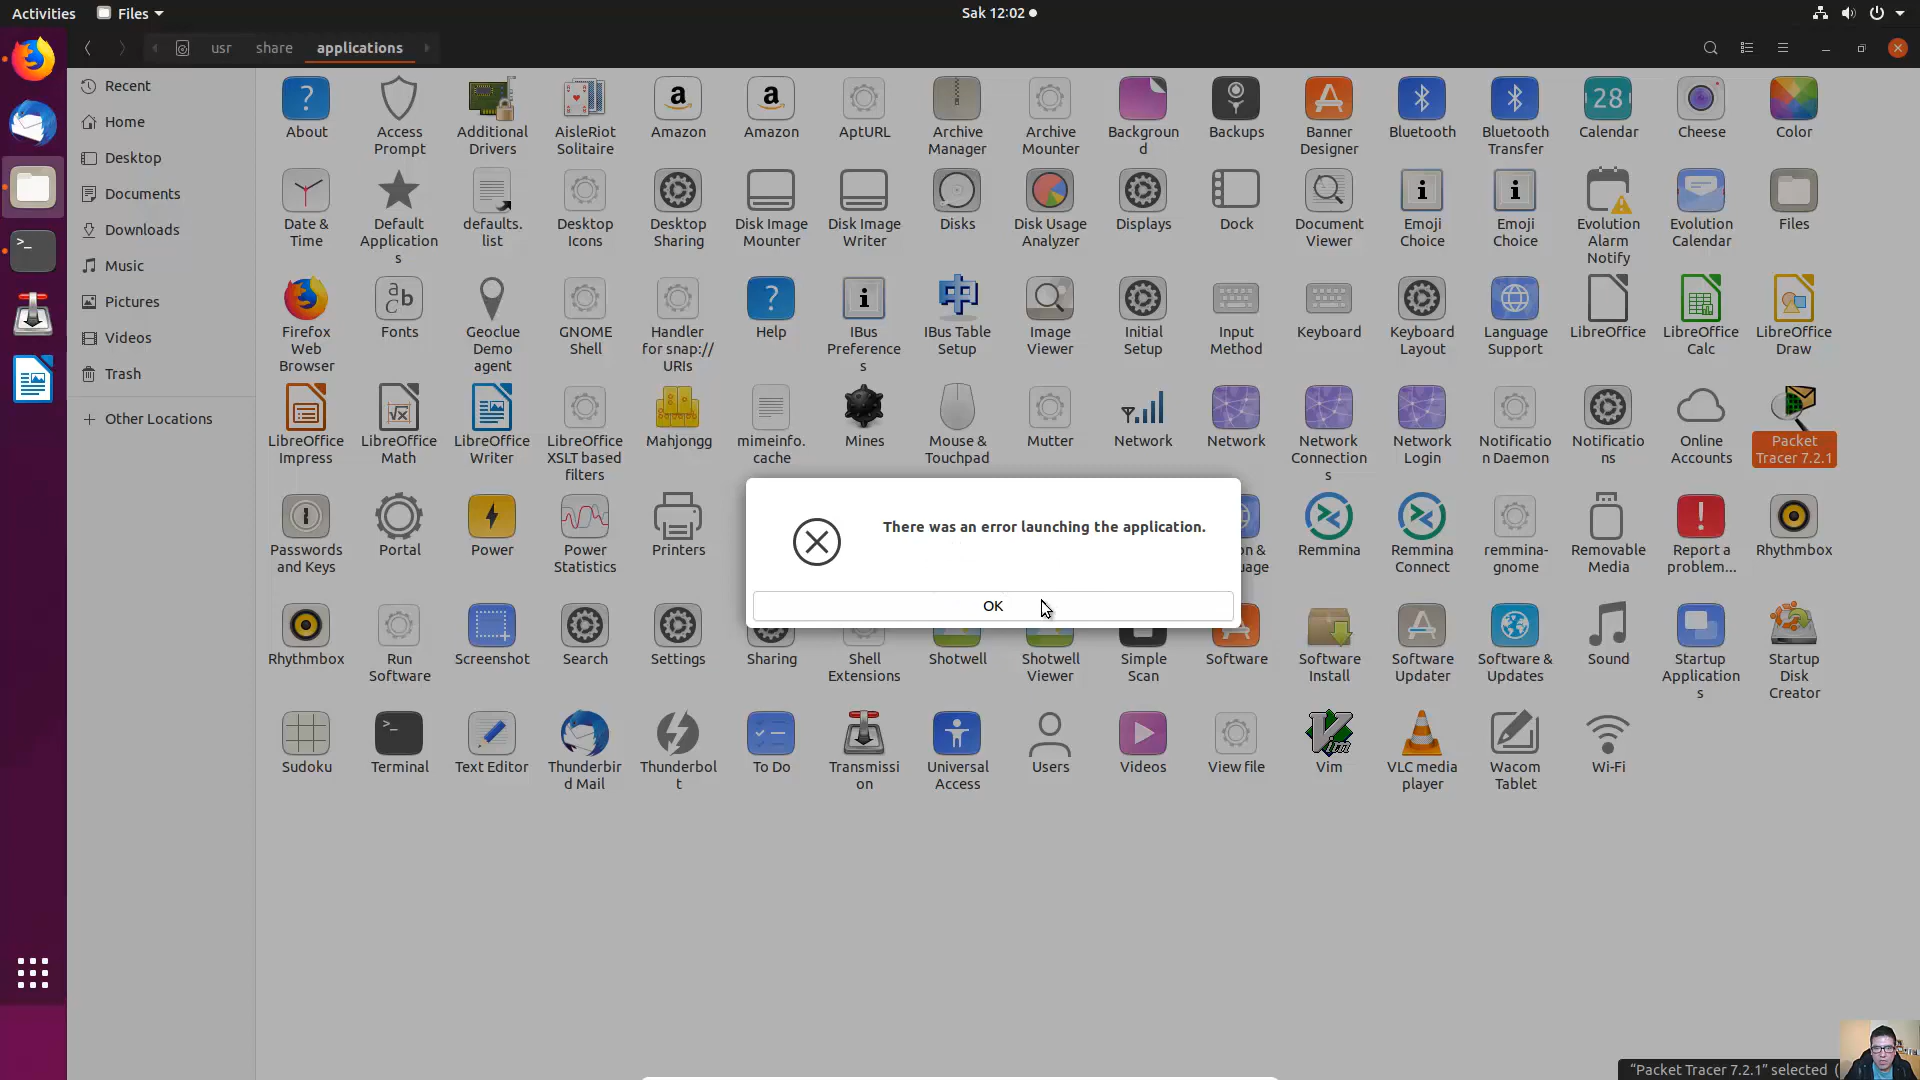 Activities
Files
Sak 12:02
usr
share
applications
Recent
Home
Desktop
Documents
Downloads
Music
Pictures
Videos
Trash
Other Locations
About
Access
Prompt
Additional
Drivers
AisleRiot
Solitaire
Amazon
Amazon
AptURL
Archive
Manager
Archive
Mounter
Backgroun
d
Backups
Banner
Designer
Bluetooth
Bluetooth
Transfer
28
Calendar
Cheese
Color
Date &
Time
Default
Application
s
defaults.
list
Desktop
Icons
Desktop
Sharing
Disk Image
Mounter
Disk Image
Writer
Disks
Disk Usage
Analyzer
Displays
Dock
Document
Viewer
Emoji
Choice
Emoji
Choice
Evolution
Alarm
Notify
Evolution
Calendar
Files
Firefox
Web
Browser
Fonts
Geoclue
Demo
agent
GNOME
Shell
Handler
for snap://
URIs
Help
IBus
Preference
s
IBus Table
Setup
Image
Viewer
Initial
Setup
Input
Method
Keyboard
Keyboard
Layout
Language
Support
LibreOffice
LibreOffice
Calc
LibreOffice
Draw
LibreOffice
Impress
LibreOffice
Math
LibreOffice
Writer
LibreOffice
XSLT based
filters
Mahjongg
mimeinfo.
cache
Mines
Mouse &
Touchpad
Mutter
Network
Network
Network
Connection
s
Network
Login
Notificatio
n Daemon
Notificatio
ns
Online
Accounts
Packet
Tracer 7.2.1
Passwords
and Keys
Portal
Power
Power
Statistics
Printers
n &
uage
Remmina
Remmina
Connect
remmina-
gnome
Removable
Media
Report a
problem...
Rhythmbox
There was an error launching the application.
OK
Rhythmbox
Run
Software
Screenshot
Search
Settings
Sharing
Shell
Extensions
Shotwell
Shotwell
Viewer
Simple
Scan
Software
Software
Install
Software
Updater
Software &
Updates
Sound
Startup
Application
s
Startup
Disk
Creator
Sudoku
Terminal
Text Editor
Thunderbir
d Mail
Thunderbol
t
To Do
Transmissi
on
Universal
Access
Users
Videos
View file
Vim
VLC media
player
Wacom
Tablet
Wi-Fi
“Packet Tracer 7.2.1” selected (